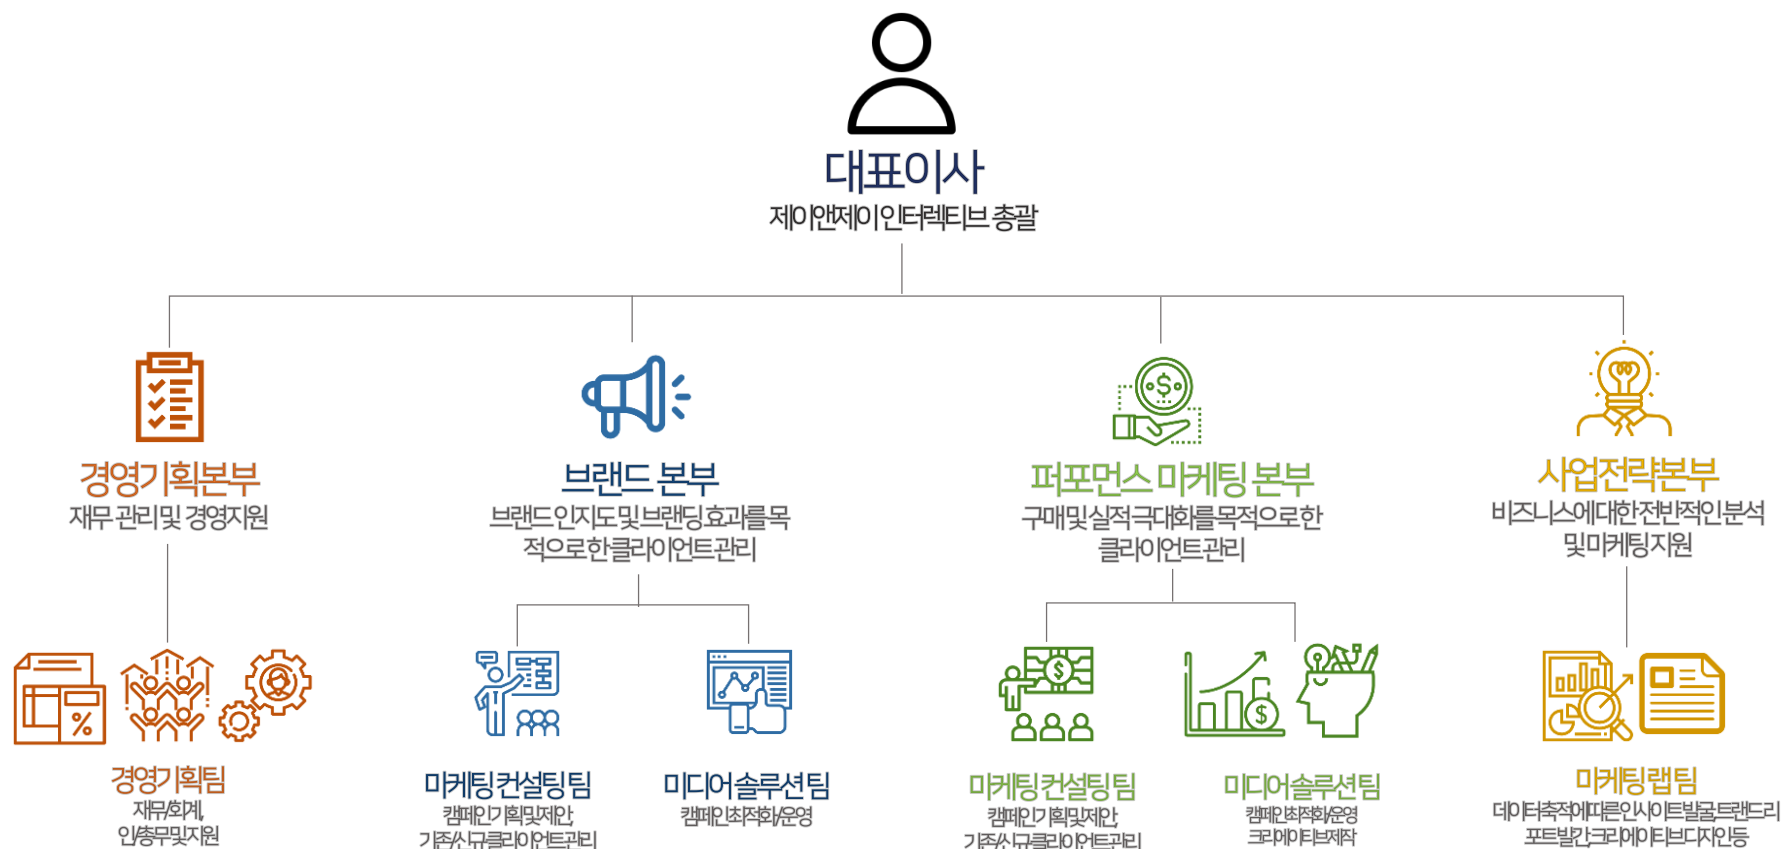 대표이사
제이앤제이 인터렉티브 총괄
$
경영기획본부
재무 관리 및 경영지원
브랜드 본부
브랜드 인지도 및 브랜딩 효과를 목
적으로 한 클라이언트 관리
퍼포먼스 마케팅 본부
구매 및 실적 극대화를 목적으로 한
클라이언트 관리
사업전략본부
비즈니스에 대한 전반적인 분석
및 마케팅 지원
%
$
$
경영기획팀
재무/회계,
인/총무 및 지원
마케팅 컨설팅 팀
캠페인 기획 및 제안,
기존/신규 클라이언트 관리
미디어 솔루션 팀
캠페인 최적화/운영
마케팅 컨설팅 팀
캠페인 기획 및 제안,
기존/신규 클라이언트 관리
미디어 솔루션 팀
캠페인 최적화/운영
크리에이티브 제작
마케팅 랩 팀
데이터 축적에 따른 인사이트 발굴, 트랜드 리
포트 발간, 크리에이티브 디자인 등